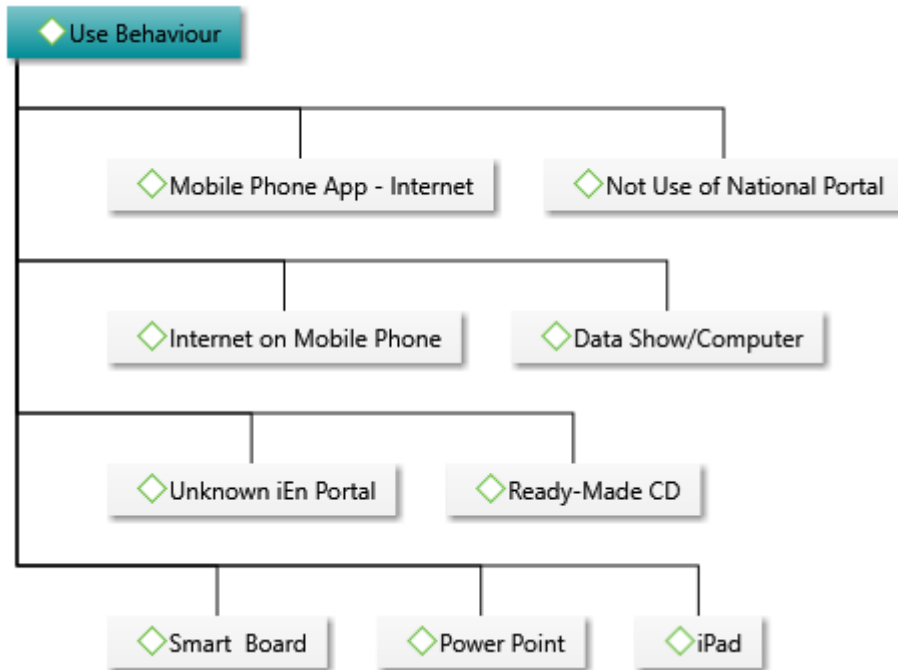 Use Behaviour
Mobile Phone App - Internet
Not Use of National Portal
Internet on Mobile Phone
Data Show/Computer
Unknown iEn Portal
Ready-Made CD
Smart Board
Power Point
iPad